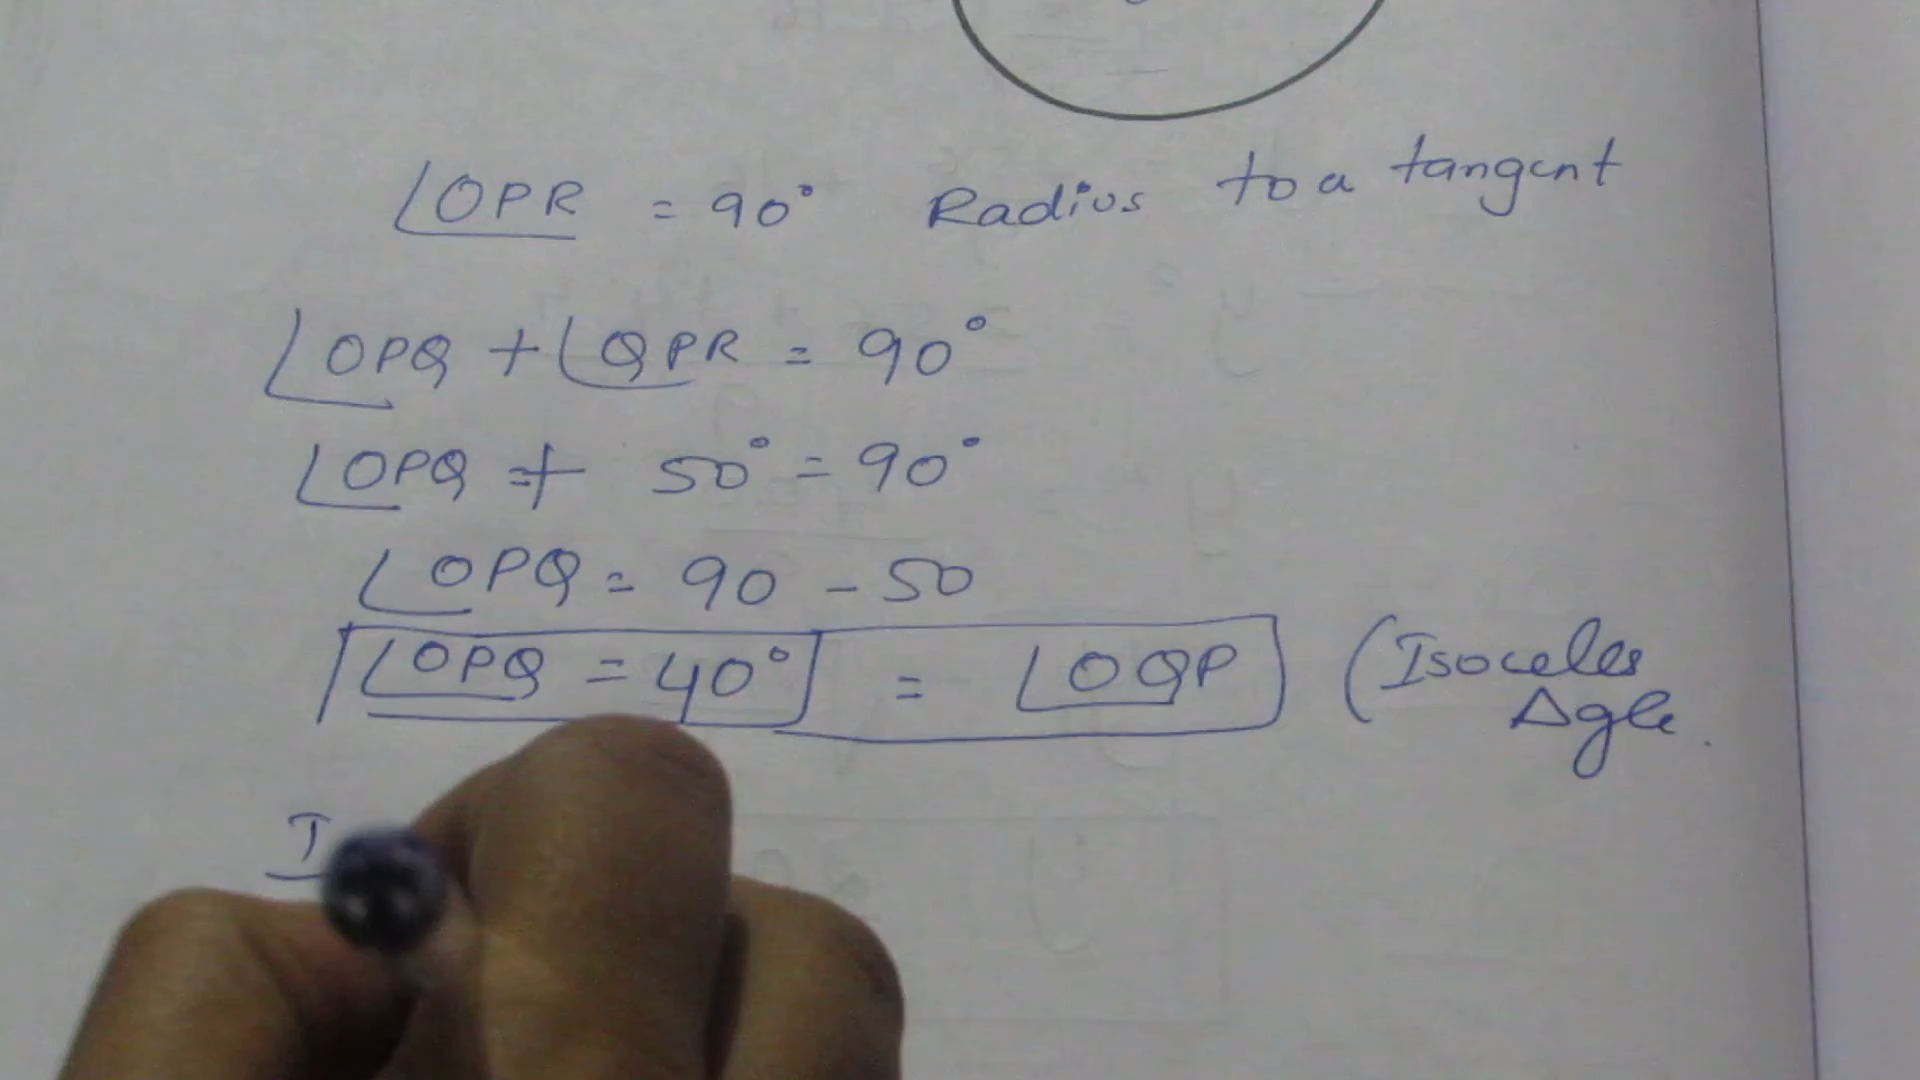 ∠OPR = 90° Radius to a tangent
∠OPQ + ∠QPR = 90°
∠OPQ + 50° = 90°
∠OPQ = 90 - 50
∠OPQ = 40° = ∠OQP (Isoceles
Δgle.
I